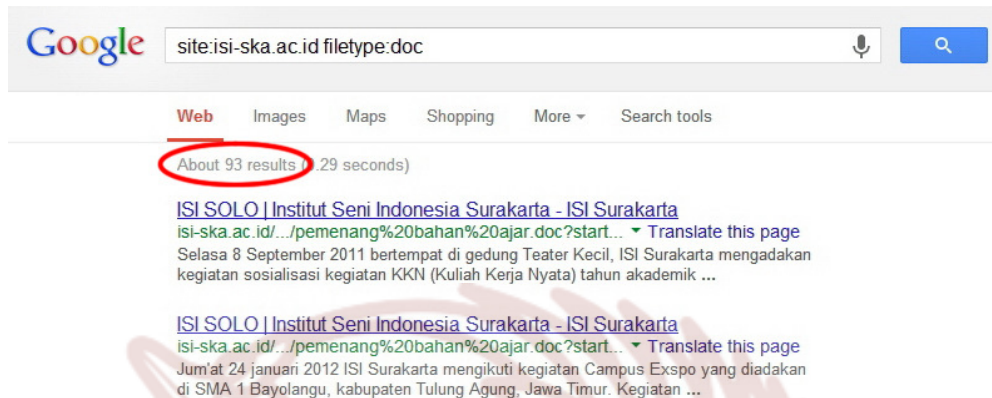 Google site:isi-ska.ac.id filetype:doc
Web Images Maps Shopping More Search tools
About 93 results (.29 seconds)
ISI SOLO | Institut Seni Indonesia Surakarta - ISI Surakarta
isi-ska.ac.id/.../pemenang%20bahan%20ajar.doc?start... Translate this page
Selasa 8 September 2011 bertempat di gedung Teater Kecil, ISI Surakarta mengadakan
kegiatan sosialisasi kegiatan KKN (Kuliah Kerja Nyata) tahun akademik ...
ISI SOLO | Institut Seni Indonesia Surakarta - ISI Surakarta
isi-ska.ac.id/.../pemenang%20bahan%20ajar.doc?start... Translate this page
Jum'at 24 januari 2012 ISI Surakarta mengikuti kegiatan Campus Exspo yang diadakan
di SMA 1 Bayolangu, kabupaten Tulung Agung, Jawa Timur. Kegiatan ...